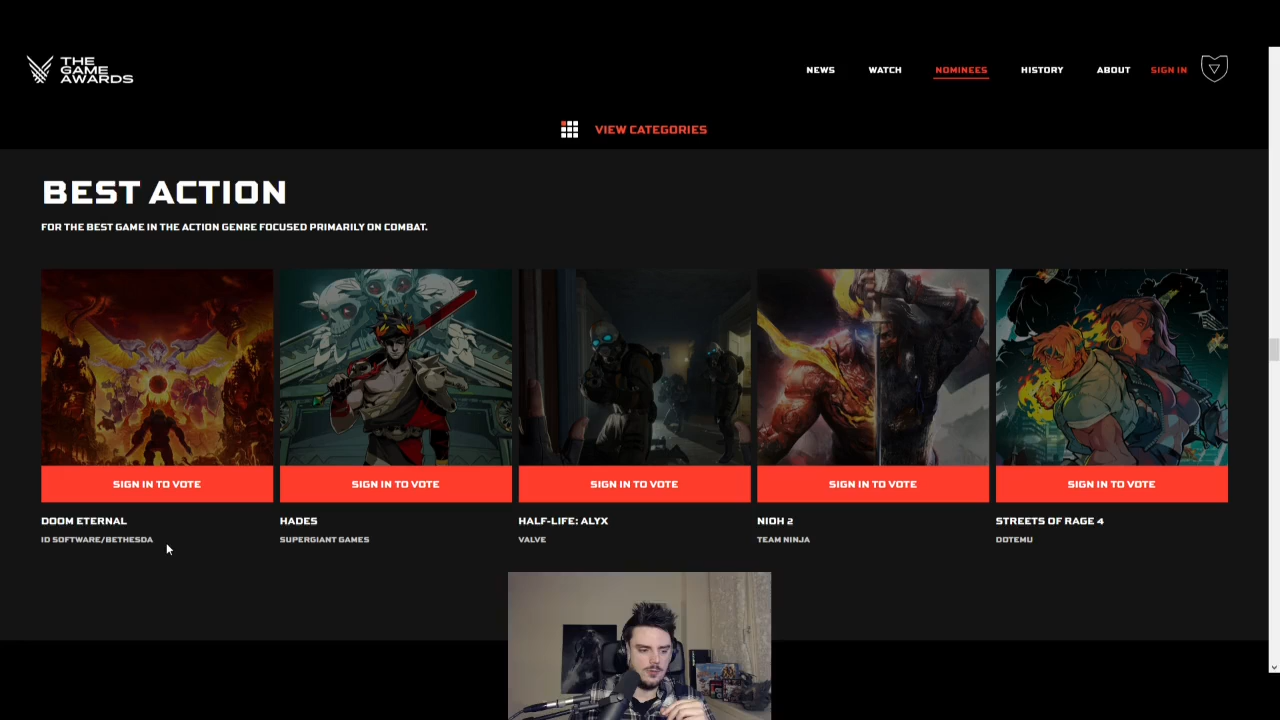 THE
GAME
AWARDS
NEWS WATCH NOMINEES HISTORY ABOUT SIGN IN
VIEW CATEGORIES
BEST ACTION
FOR THE BEST GAME IN THE ACTION GENRE FOCUSED PRIMARILY ON COMBAT.
SIGN IN TO VOTE SIGN IN TO VOTE SIGN IN TO VOTE SIGN IN TO VOTE SIGN IN TO VOTE
DOOM ETERNAL HADES HALF-LIFE: ALYX NIOH 2 STREETS OF RAGE 4
ID SOFTWARE/BETHESDA SUPERGIANT GAMES VALVE TEAM NINJA DOTEMU